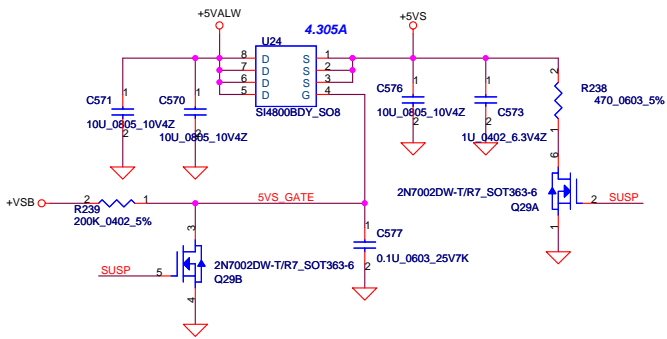 +5VALW
+5VS
4.305A
U24
8 D S 1
7 D S 2
6 D S 3
5 D G 4
SI4800BDY_SO8
1
C571
10U_0805_10V4Z
2
1
C570
10U_0805_10V4Z
2
1
C576
10U_0805_10V4Z
2
1
C573
1U_0402_6.3V4Z
2
2
R238
470_0603_5%
1
6
2N7002DW-T/R7_SOT363-6
Q29A
2
SUSP
1
+VSB
2
1
R239
200K_0402_5%
5VS_GATE
3
SUSP
5
2N7002DW-T/R7_SOT363-6
Q29B
4
1
C577
0.1U_0603_25V7K
2